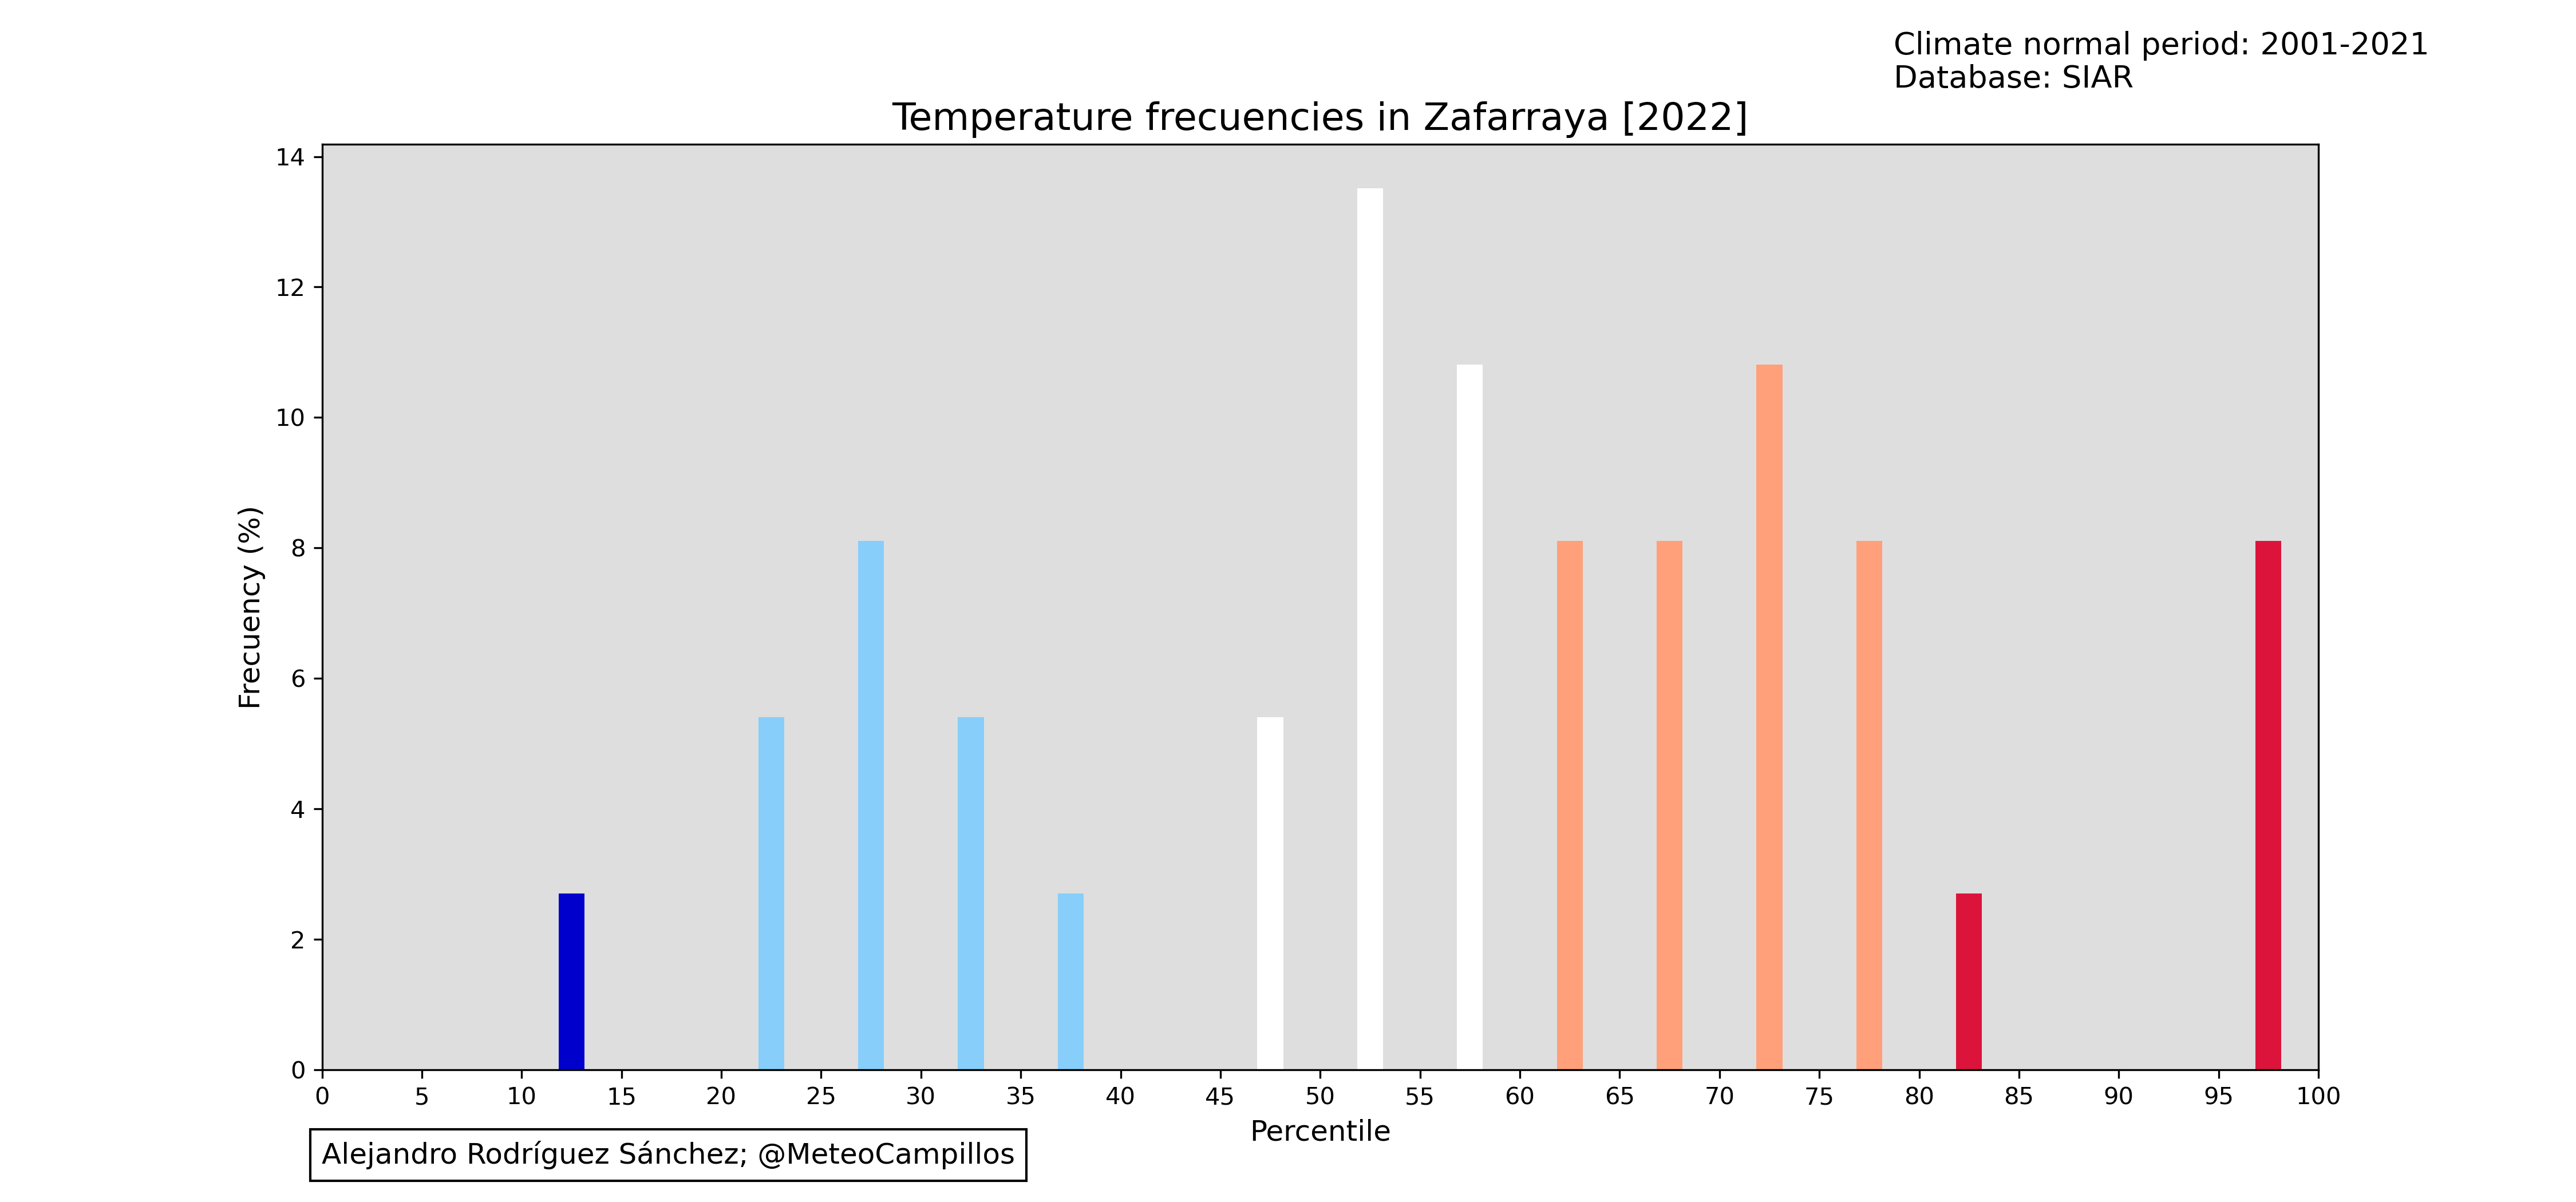 Climate normal period: 2001-2021
Database: SIAR
Temperature frecuencies in Zafarraya [2022]
14
12
10
8
6
4
2
0
Frecuency (%)
0 5 10 15 20 25 30 35 40 45 50 55 60 65 70 75 80 85 90 95 100
Percentile
Alejandro Rodríguez Sánchez; @MeteoCampillos